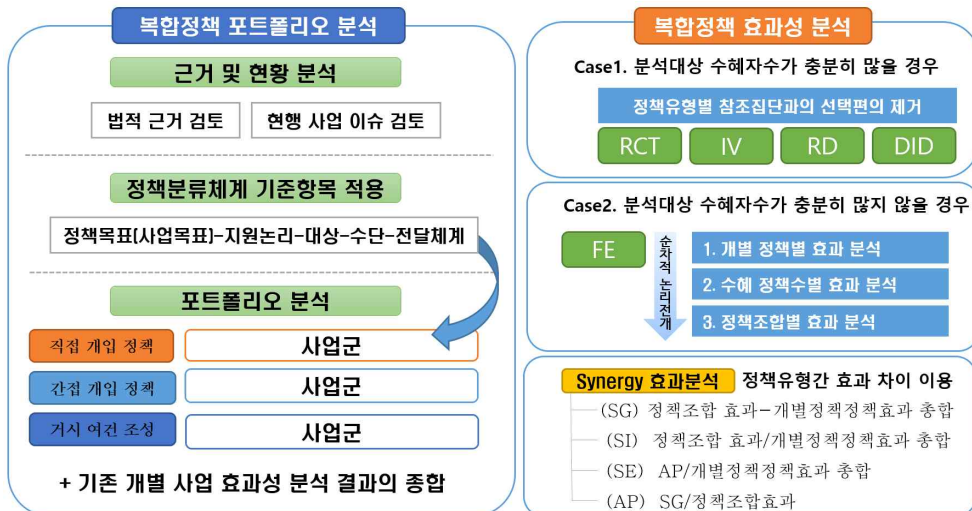 복합정책 포트폴리오 분석
근거 및 현황 분석
법적 근거 검토
현행 사업 이슈 검토
정책분류체계 기준항목 적용
정책목표(사업목표)-지원논리-대상-수단-전달체계
포트폴리오 분석
직접 개입 정책
사업군
간접 개입 정책
사업군
거시 여건 조성
사업군
+ 기존 개별 사업 효과성 분석 결과의 종합
복합정책 효과성 분석
Case1. 분석대상 수혜자수가 충분히 많을 경우
정책유형별 참조집단과의 선택편의 제거
RCT
IV
RD
DID
Case2. 분석대상 수혜자수가 충분히 많지 않을 경우
FE
순차적 논리전개
1. 개별 정책별 효과 분석
2. 수혜 정책수별 효과 분석
3. 정책조합별 효과 분석
Synergy 효과분석 정책유형간 효과 차이 이용
(SG) 정책조합 효과-개별정책정책효과 총합
(SI) 정책조합 효과/개별정책정책효과 총합
(SE) AP/개별정책정책효과 총합
(AP) SG/정책조합효과